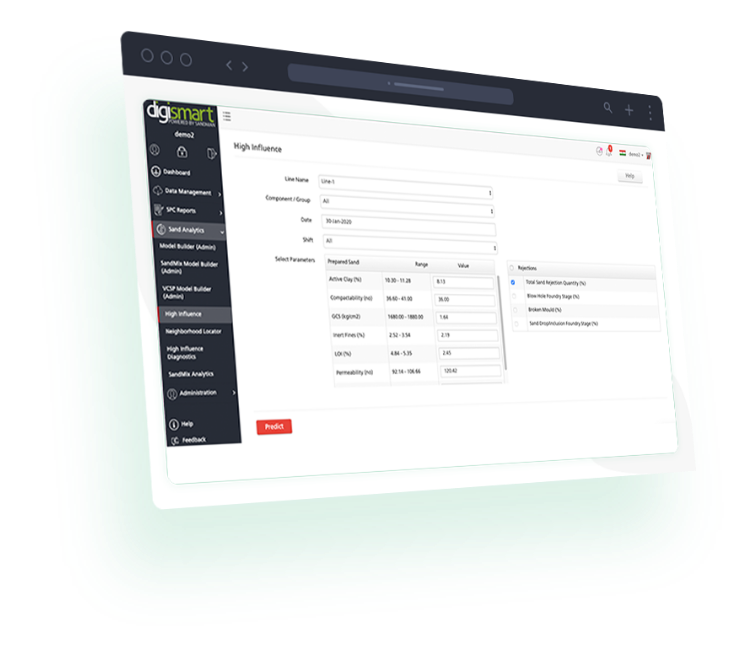 digismart
POWERED BY SANDMAN
demo2
Dashboard
Data Management
SPC Reports
Sand Analytics
Model Builder (Admin)
SandMix Model Builder
(Admin)
VCSP Model Builder
(Admin)
High Influence
Neighborhood Locator
High Influence
Diagnostics
SandMix Analytics
Administration
Help
Feedback
demo2
High Influence
Help
Line Name Line-1
Component / Group All
Date 30-Jan-2020
Shift All
Select Parameters
Prepared Sand Range Value
Active Clay (%) 10.30 - 11.28 8.13
Compactability (no) 36.60 - 41.00 36.00
GCS (kg/cm2) 1680.00 - 1880.00 1.64
Inert Fines (%) 2.52 - 3.54 2.19
LOI (%) 4.84 - 5.35 2.65
Permeability (no) 92.14 - 106.66 120.42
Rejections
Total Sand Rejection Quantity (%)
Blow Hole Foundry Stage (%)
Broken Mould (%)
Sand Drop/Inclusion Foundry Stage (%)
Predict